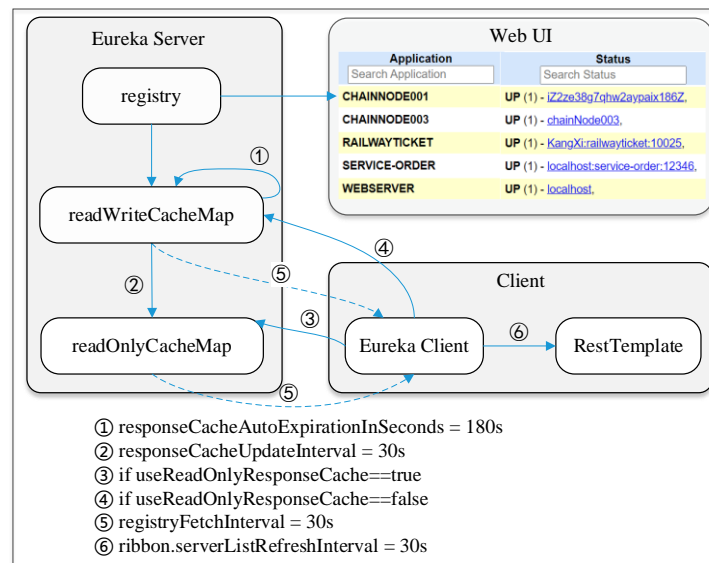 Eureka Server
registry
①
readWriteCacheMap
②
⑤
④
readOnlyCacheMap
③
⑤
Web UI
Application Status
Search Application Search Status
CHAINNODE001 UP (1) - iZ2ze38g7qhw2aypaix186Z,
CHAINNODE003 UP (1) - chainNode003,
RAILWAYTICKET UP (1) - KangXi:railwayticket:10025,
SERVICE-ORDER UP (1) - localhost:service-order:12346,
WEBSERVER UP (1) - localhost,
Client
Eureka Client
⑥
RestTemplate
① responseCacheAutoExpirationInSeconds = 180s
② responseCacheUpdateInterval = 30s
③ if useReadOnlyResponseCache==true
④ if useReadOnlyResponseCache==false
⑤ registryFetchInterval = 30s
⑥ ribbon.serverListRefreshInterval = 30s